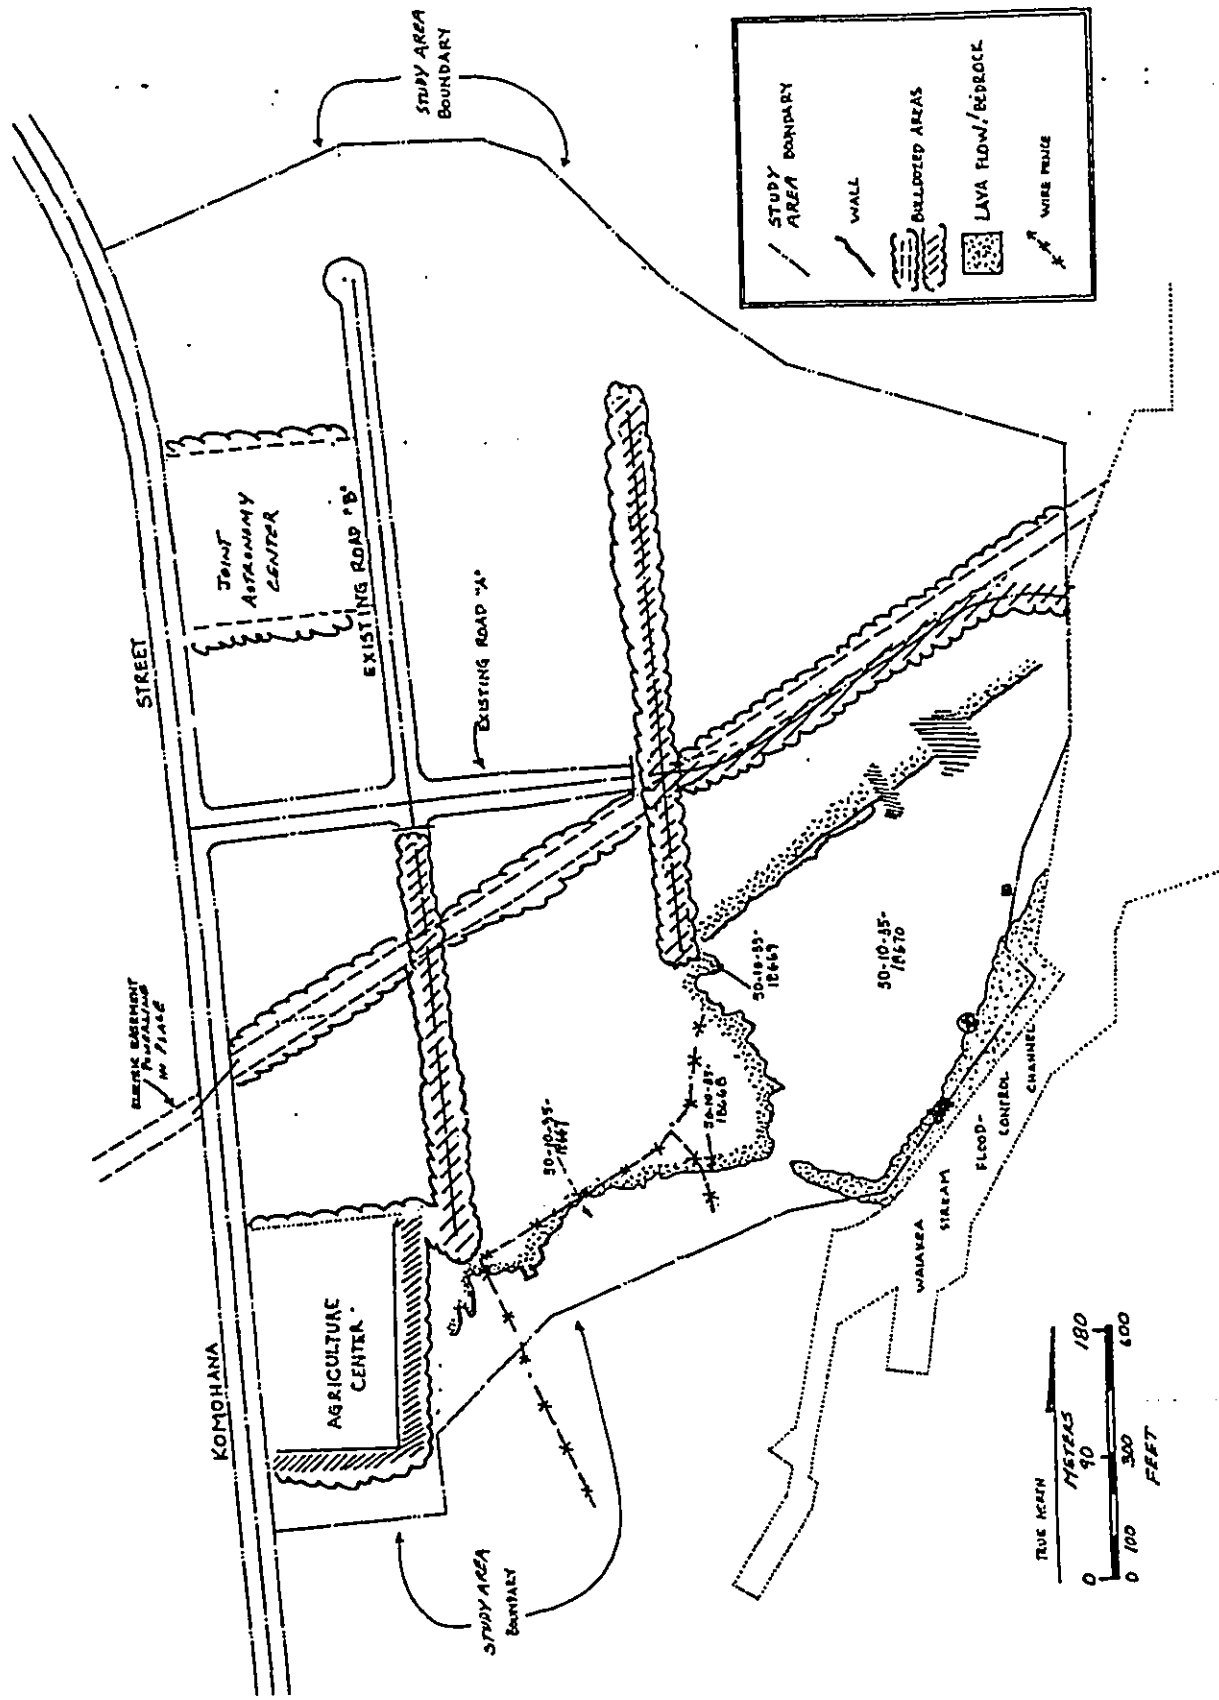 STUDY AREA
BOUNDARY
STUDY
AREA BOUNDARY
WALL
BULLDOZED AREAS
LAVA FLOW/BEDROCK
WIRE FENCE
STREET
JOINT
ASTRONOMY
CENTER
EXISTING ROAD "B"
EXISTING ROAD "A"
ELECTRIC EASEMENT
POWERLINE
IN PLACE
KOMOHANA
AGRICULTURE
CENTER
50-10-35-
18667
50-10-35-
18668
50-10-35-
18669
50-10-35-
18670
WAIAKEA
STREAM
FLOOD-
CONTROL
CHANNEL
STUDY AREA
BOUNDARY
TRUE NORTH
METERS
0 90 180
0 100 300 600
FEET